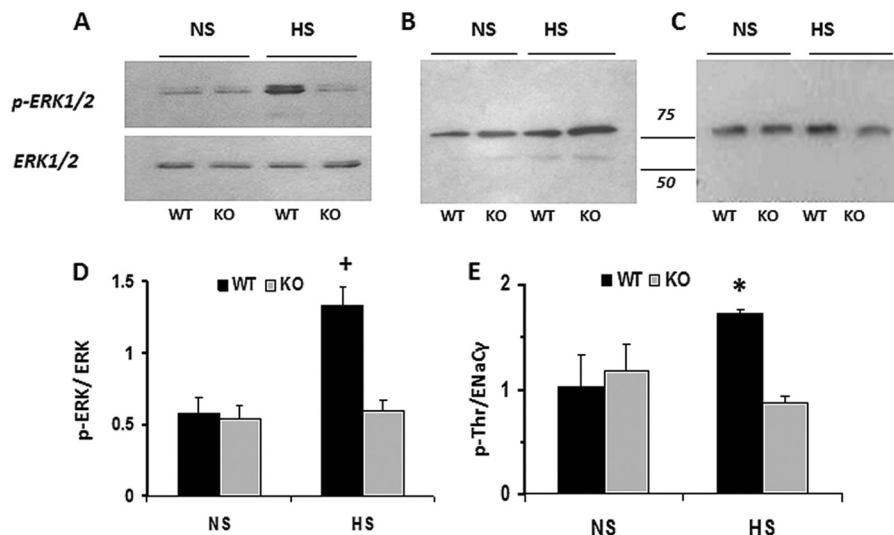 A
NS HS
p-ERK1/2
ERK1/2
WT KO WT KO
B
NS HS
WT KO WT KO
75
50
C
NS HS
WT KO WT KO
D
+
WT KO
1.5
1
0.5
0
p-ERK/ ERK
NS HS
E
*
WT KO
2
1
0
p-Thr/ENaCγ
NS HS